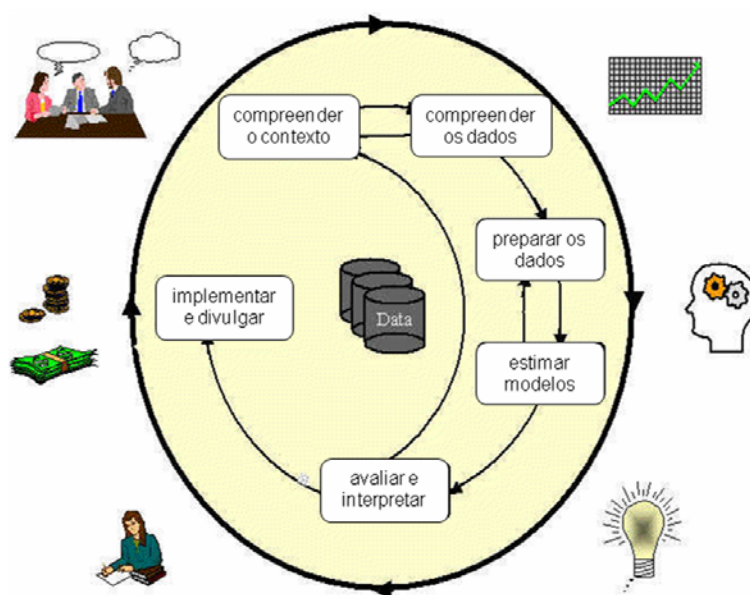 compreender
o contexto
compreender
os dados
preparar os
dados
implementar
e divulgar
Data
estimar
modelos
avaliar e
interpretar